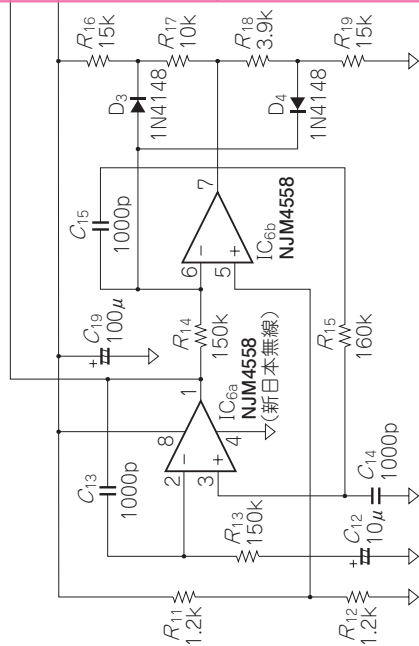 R16
15k
R17
10k
R18
3.9k
R19
15k
D3
1N4148
D4
1N4148
C15
1000p
7
6
5
−
+
IC6b
NJM4558
C19
100μ
+
R14
150k
R15
160k
1
8
4
IC6a
NJM4558
(新日本無線)
C13
1000p
2
3
−
+
C14
1000p
R13
150k
C12
10μ
+
R11
1.2k
R12
1.2k